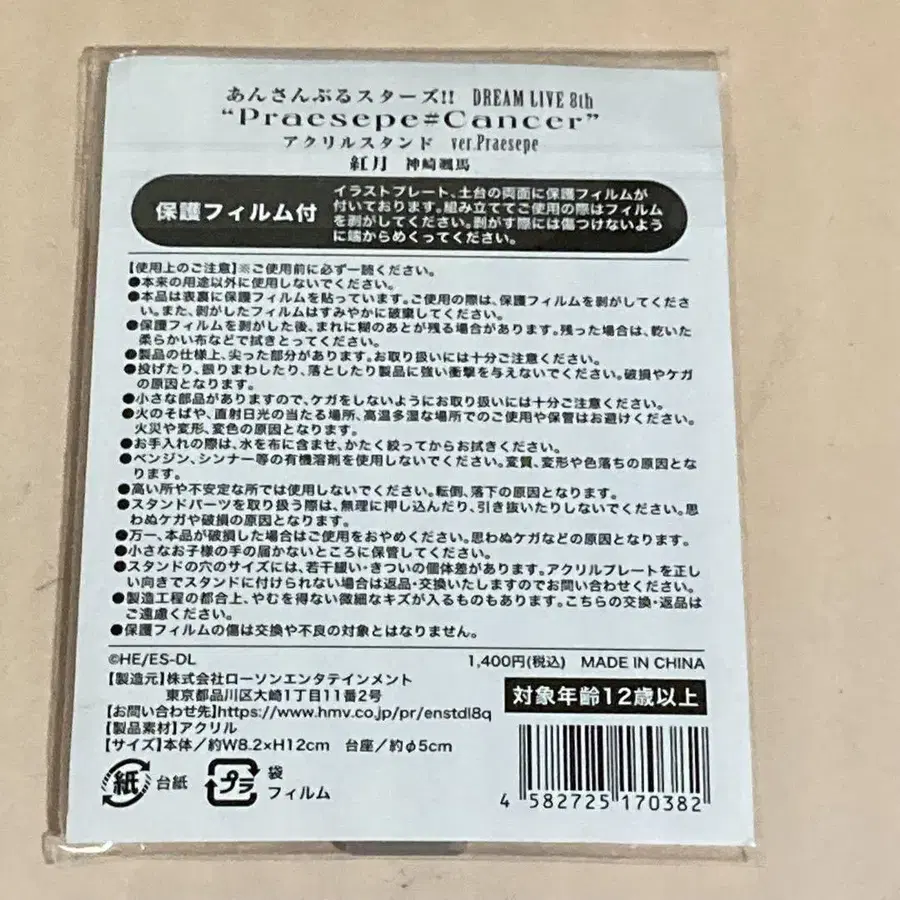 あんさんぶるスターズ!! DREAM LIVE 8th
“Praesepe≠Cancer”
アクリルスタンド ver.Praesepe
紅月 神崎颯馬
保護フィルム付
イラストプレート、土台の両面に保護フィルムが
付いております。組み立ててご使用の際はフィルム
を剥がしてください。剥がす際には傷つけないよう
に端からめくってください。
【使用上のご注意】※ご使用前に必ず一読ください。
●本来の用途以外に使用しないでください。
●本品は表裏に保護フィルムを貼っています。ご使用の際は、保護フィルムを剥がしてくださ
い。また、剥がしたフィルムはすみやかに破棄してください。
●保護フィルムを剥がした後、まれに糊のあとが残る場合があります。残った場合は、乾いた
柔らかい布などで拭きとってください。
●製品の仕様上、尖った部分があります。お取り扱いには十分ご注意ください。
●投げたり、振りまわしたり、落としたり製品に強い衝撃を与えないでください。破損やケガ
の原因となります。
●小さな部品がありますので、ケガをしないようにお取り扱いには十分ご注意ください。
●火のそばや、直射日光の当たる場所、高温多湿な場所でのご使用や保管はお避けください。
火災や変形、変色の原因となります。
●お手入れの際は、水を布に含ませ、かたく絞ってからお拭きください。
●ベンジン、シンナー等の有機溶剤を使用しないでください。変質、変形や色落ちの原因とな
ります。
●高い所や不安定な所では使用しないでください。転倒、落下の原因となります。
●スタンドパーツを取り扱う際は、無理に押し込んだり、引き抜いたりしないでください。思
わぬケガや破損の原因となります。
●万一、本品が破損した場合はご使用をおやめください。思わぬケガなどの原因となります。
●小さなお子様の手の届かないところに保管してください。
●スタンドの穴のサイズには、若干緩い・きついの個体差があります。アクリルプレートを正し
い向きでスタンドに付けられない場合は返品・交換いたしますのでお問い合わせください。
●製造工程の都合上、やむを得ない微細なキズが入るものもあります。こちらの交換・返品は
ご遠慮ください。
●保護フィルムの傷は交換や不良の対象とはなりません。
©HE/ES-DL 1,400円(税込) MADE IN CHINA
【製造元】株式会社ローソンエンタテインメント
東京都品川区大崎1丁目11番2号
対象年齢12歳以上
【お問い合わせ先】https://www.hmv.co.jp/pr/enstdl8q
【製品素材】アクリル
【サイズ】本体/約W8.2×H12cm 台座/約φ5cm
紙 台紙
プラ 袋
フィルム
4 582725 170382